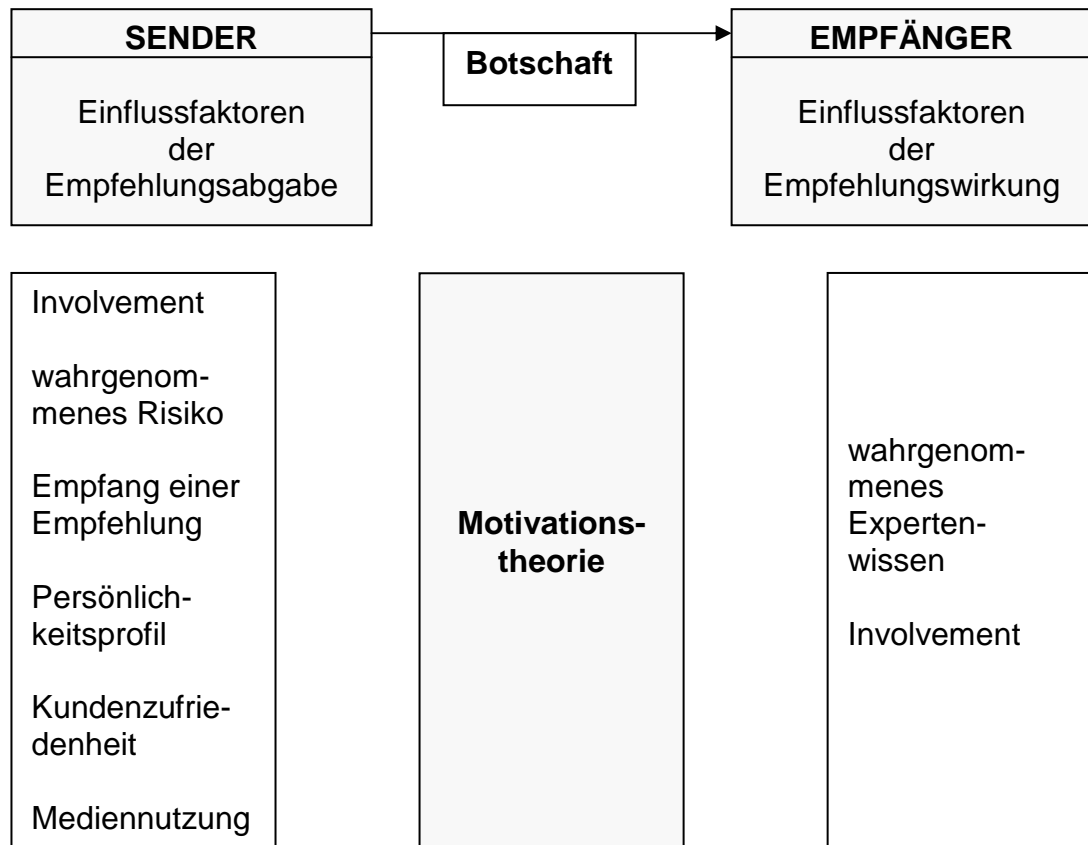 SENDER
Einflussfaktoren
der
Empfehlungsabgabe
Botschaft
EMPFÄNGER
Einflussfaktoren
der
Empfehlungswirkung
Involvement
wahrgenom-
menes Risiko
Empfang einer
Empfehlung
Persönlich-
keitsprofil
Kundenzufrie-
denheit
Mediennutzung
Motivations-
theorie
wahrgenom-
menes
Experten-
wissen
Involvement